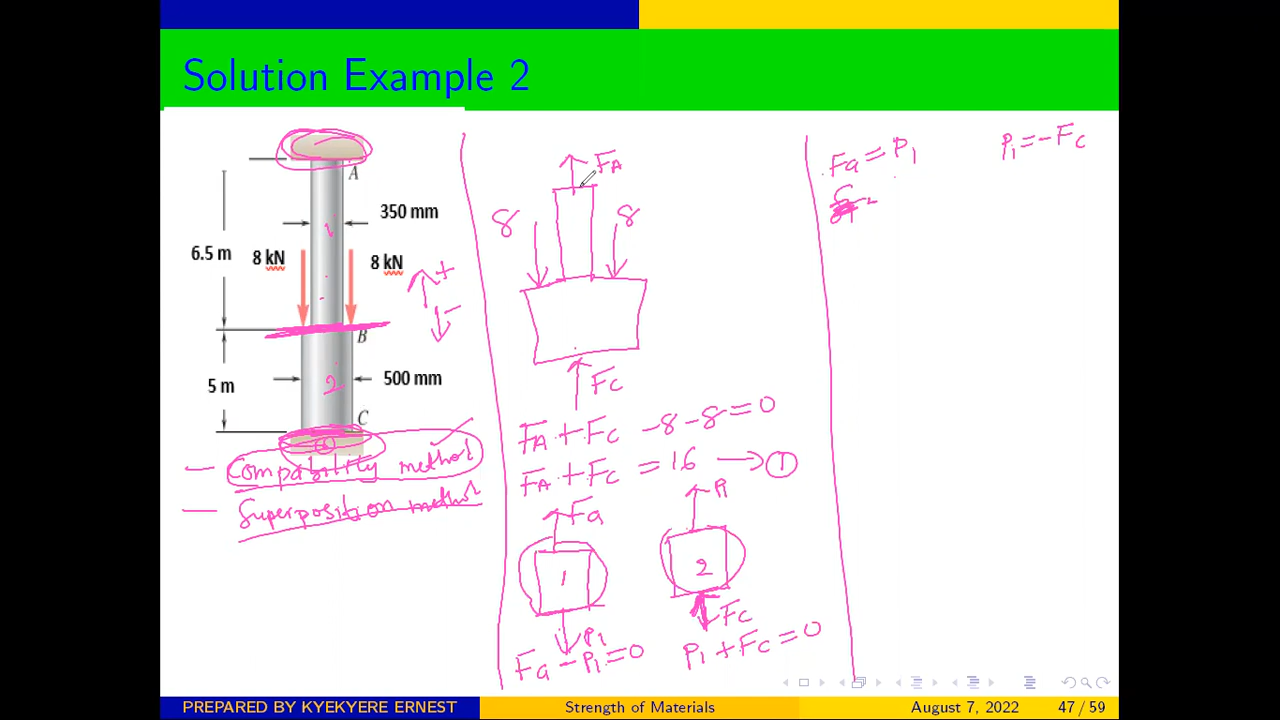 Solution Example 2
A
350 mm
6.5 m
8 kN
8 kN
1
+
-
B
5 m
2
500 mm
C
- Compability method
- Superposition method
FA
8
8
FC
FA + FC - 8 - 8 = 0
FA + FC = 16 → ①
Fa
1
P1
Fa - P1 = 0
P1
2
FC
P1 + FC = 0
Fa = P1
P1 = - FC
PREPARED BY KYEKYERE ERNEST
Strength of Materials
August 7, 2022
47 / 59